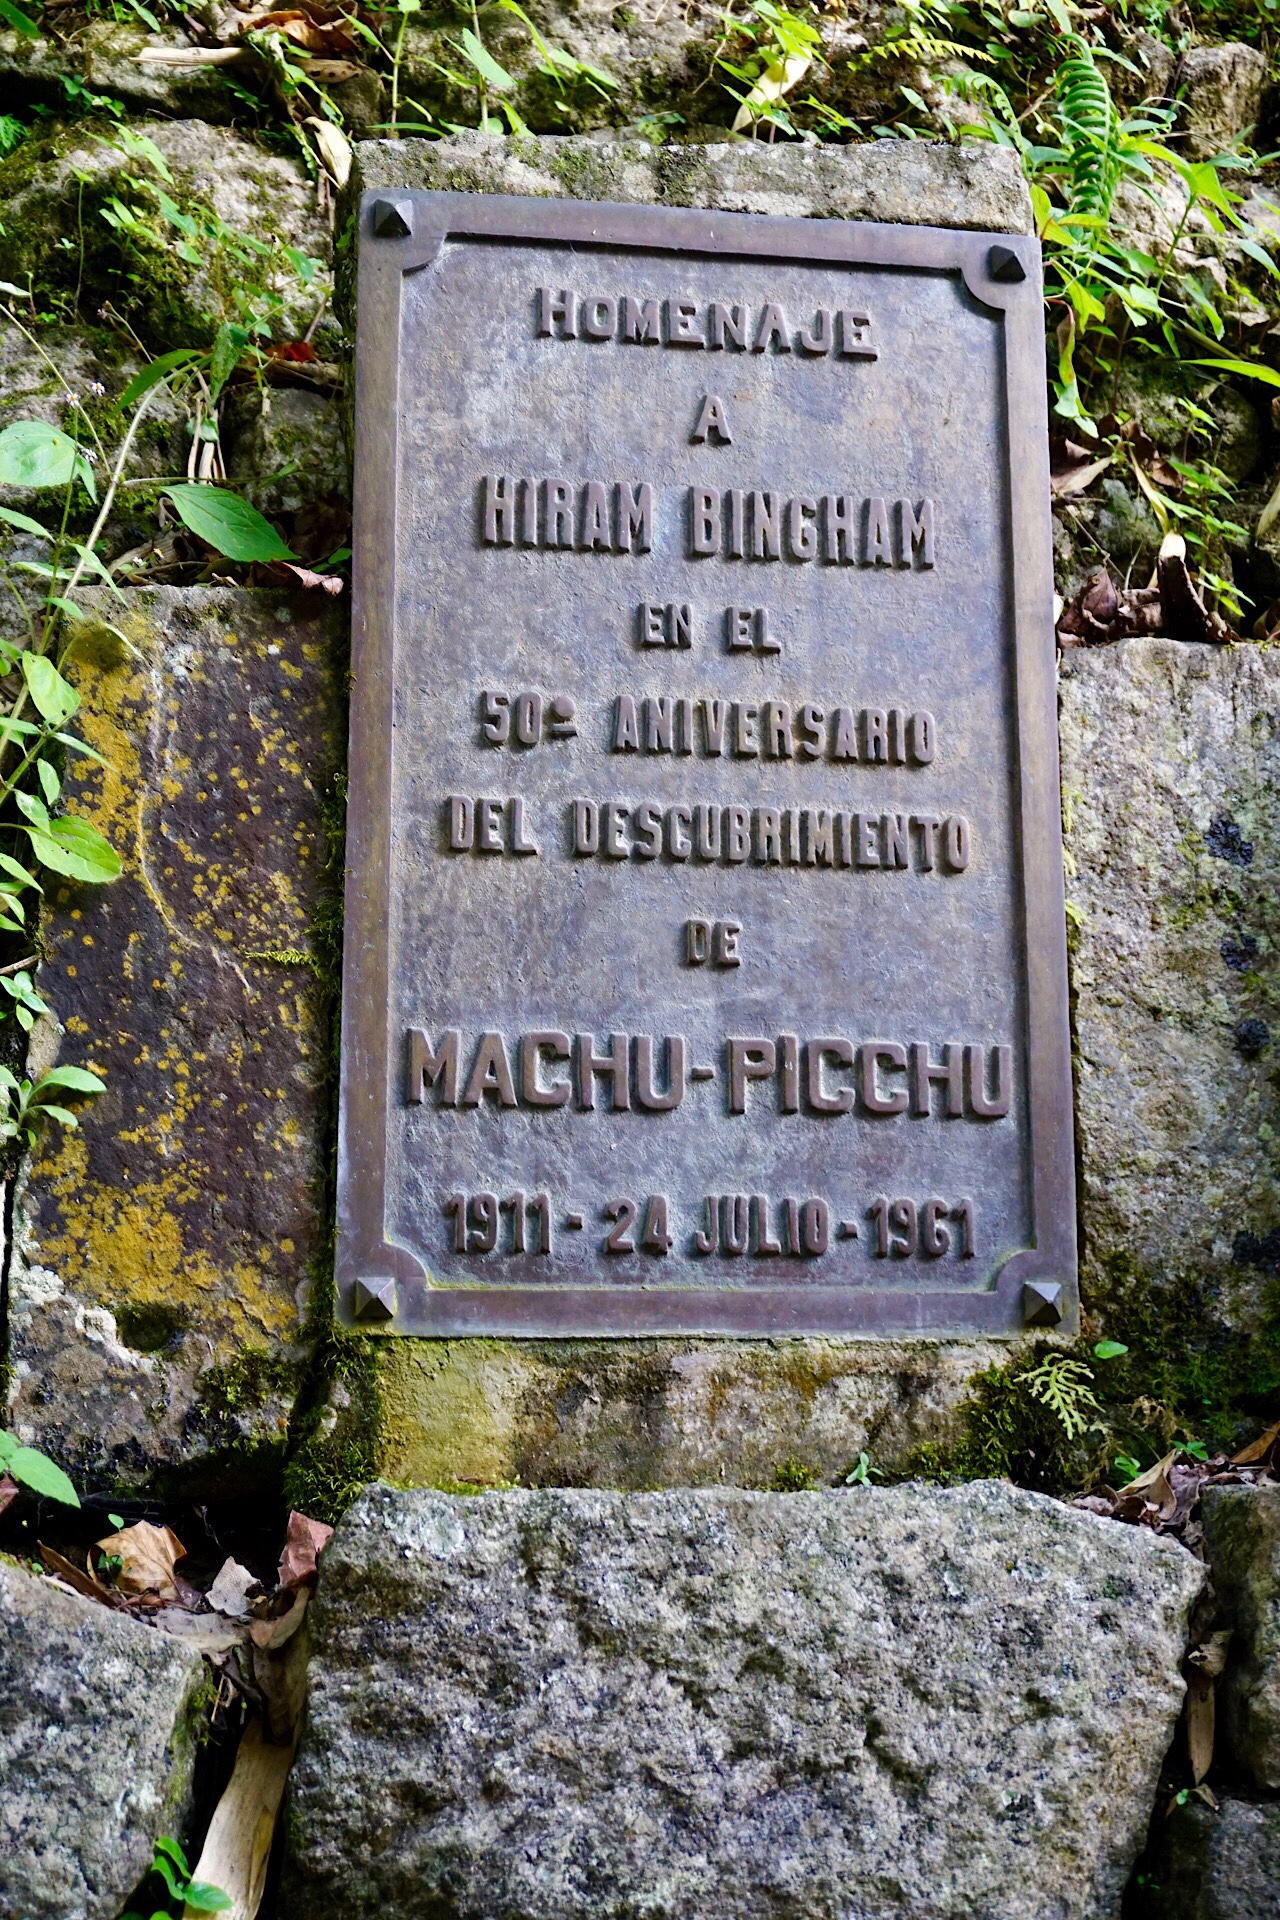 HOMENAJE
A
HIRAM BINGHAM
EN EL
50º ANIVERSARIO
DEL DESCUBRIMIENTO
DE
MACHU-PICCHU
1911-24 JULIO-1961